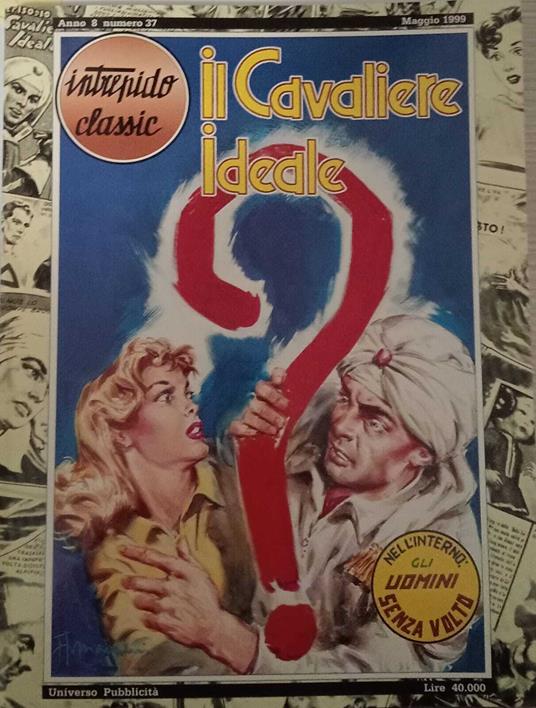 Anno 8 numero 37
Maggio 1999
intrepido
classic
il Cavaliere
ideale
NELL'INTERNO:
GLI
UOMINI
SENZA VOLTO
Universo Pubblicità
Lire 40.000